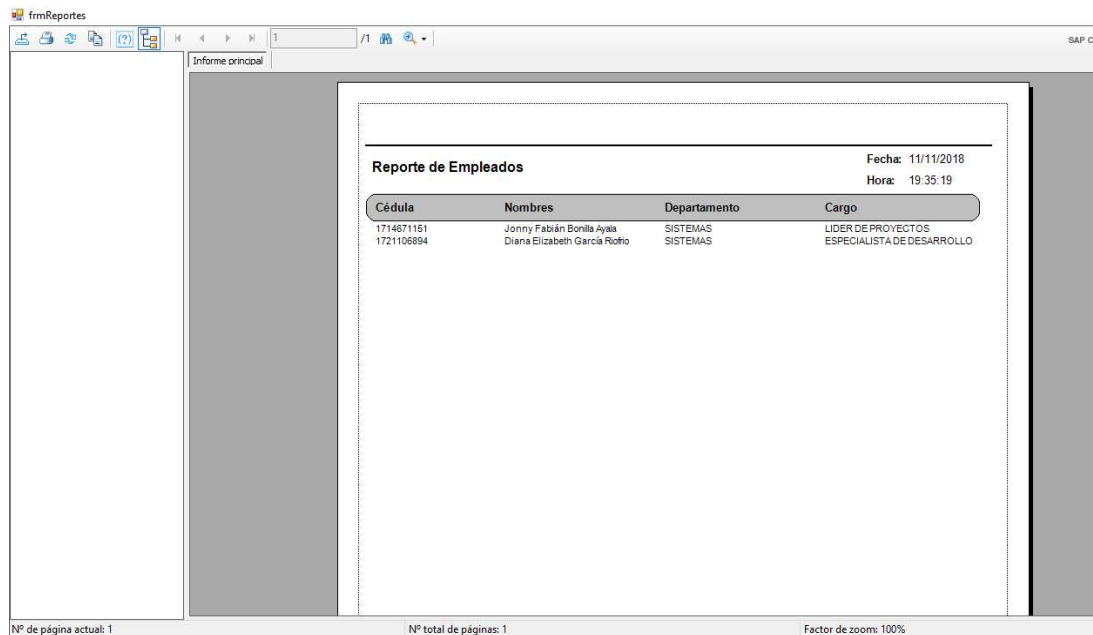 frmReportes
1 /1 SAP C
Informe principal
Reporte de Empleados
Fecha: 11/11/2018
Hora: 19:35:19
Cédula Nombres Departamento Cargo
1714671151 Jonny Fabián Bonilla Ayala SISTEMAS LIDER DE PROYECTOS
1721106894 Diana Elizabeth García Riofrio SISTEMAS ESPECIALISTA DE DESARROLLO
Nº de página actual: 1 Nº total de páginas: 1 Factor de zoom: 100%